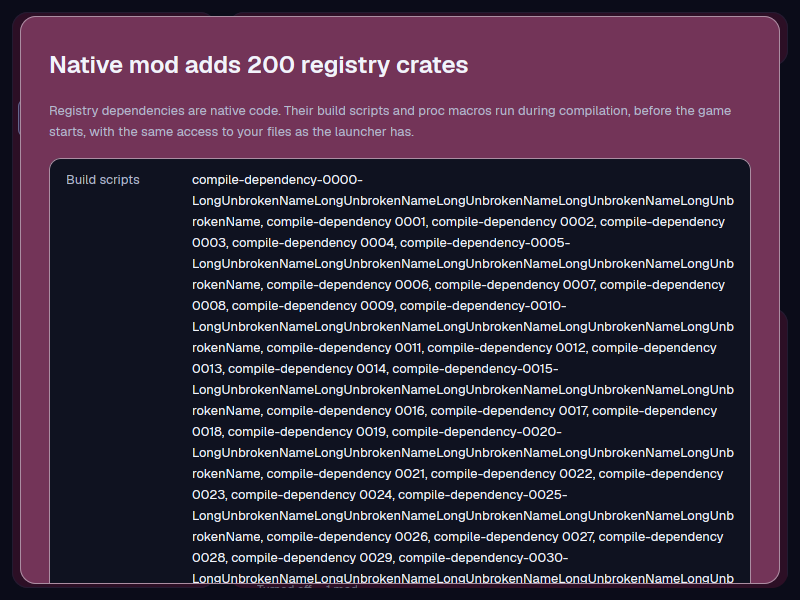 Native mod adds 200 registry crates
Registry dependencies are native code. Their build scripts and proc macros run during compilation, before the game
starts, with the same access to your files as the launcher has.
Build scripts
compile-dependency-0000-
LongUnbrokenNameLongUnbrokenNameLongUnbrokenNameLongUnbrokenNameLongUnb
rokenName, compile-dependency 0001, compile-dependency 0002, compile-dependency
0003, compile-dependency 0004, compile-dependency-0005-
LongUnbrokenNameLongUnbrokenNameLongUnbrokenNameLongUnbrokenNameLongUnb
rokenName, compile-dependency 0006, compile-dependency 0007, compile-dependency
0008, compile-dependency 0009, compile-dependency-0010-
LongUnbrokenNameLongUnbrokenNameLongUnbrokenNameLongUnbrokenNameLongUnb
rokenName, compile-dependency 0011, compile-dependency 0012, compile-dependency
0013, compile-dependency 0014, compile-dependency-0015-
LongUnbrokenNameLongUnbrokenNameLongUnbrokenNameLongUnbrokenNameLongUnb
rokenName, compile-dependency 0016, compile-dependency 0017, compile-dependency
0018, compile-dependency 0019, compile-dependency-0020-
LongUnbrokenNameLongUnbrokenNameLongUnbrokenNameLongUnbrokenNameLongUnb
rokenName, compile-dependency 0021, compile-dependency 0022, compile-dependency
0023, compile-dependency 0024, compile-dependency-0025-
LongUnbrokenNameLongUnbrokenNameLongUnbrokenNameLongUnbrokenNameLongUnb
rokenName, compile-dependency 0026, compile-dependency 0027, compile-dependency
0028, compile-dependency 0029, compile-dependency-0030-
LongUnbrokenNameLongUnbrokenNameLongUnbrokenNameLongUnbrokenNameLongUnb